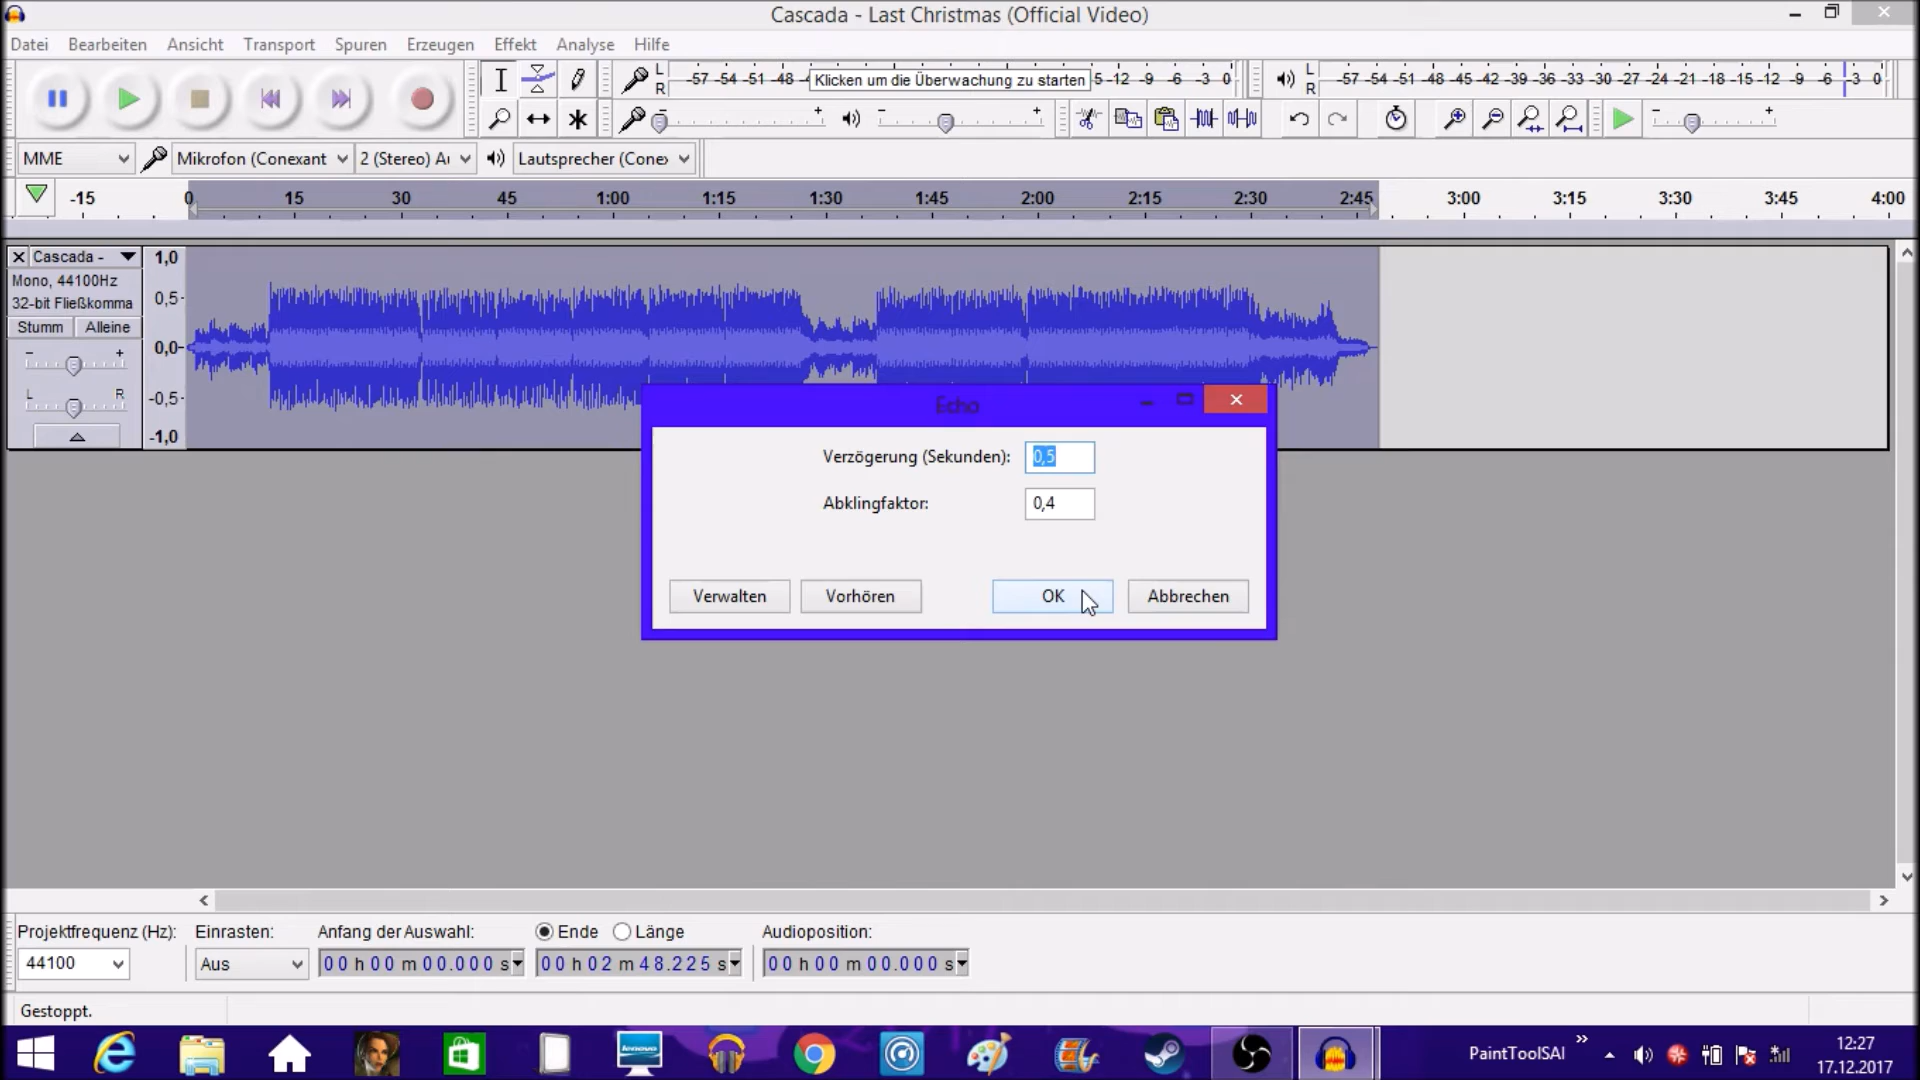 Cascada - Last Christmas (Official Video)
Datei Bearbeiten Ansicht Transport Spuren Erzeugen Effekt Analyse Hilfe
L R -57 -54 -51 -48 -4 Klicken um die Überwachung zu starten 5 -12 -9 -6 -3 0
L R -57 -54 -51 -48 -45 -42 -39 -36 -33 -30 -27 -24 -21 -18 -15 -12 -9 -6 -3 0
MME Mikrofon (Conexant 2 (Stereo) Lautsprecher (Conex
-15 0 15 30 45 1:00 1:15 1:30 1:45 2:00 2:15 2:30 2:45 3:00 3:15 3:30 3:45 4:00
Cascada -
Mono, 44100Hz
32-bit Fließkomma
Stumm Alleine
- +
L R
1,0
0,5
0,0
-0,5
-1,0
Echo
Verzögerung (Sekunden): 0,5
Abklingfaktor: 0,4
Verwalten Vorhören OK Abbrechen
Projektfrequenz (Hz): Einrasten: Anfang der Auswahl: Ende Länge Audioposition:
44100 Aus 00 h 00 m 00.000 s 00 h 02 m 48.225 s 00 h 00 m 00.000 s
Gestoppt.
lenovo
PaintToolSAI
12:27
17.12.2017